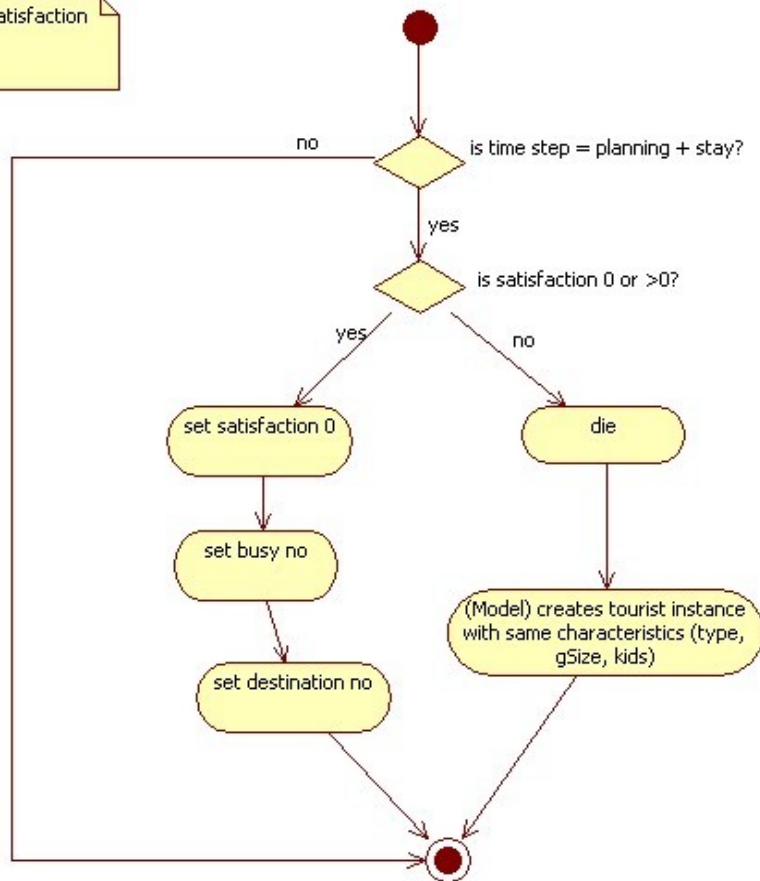 no
is time step = planning + stay?
yes
is satisfaction 0 or >0?
yes
no
set satisfaction 0
die
set busy no
(Model) creates tourist instance
with same characteristics (type,
gSize, kids)
set destination no